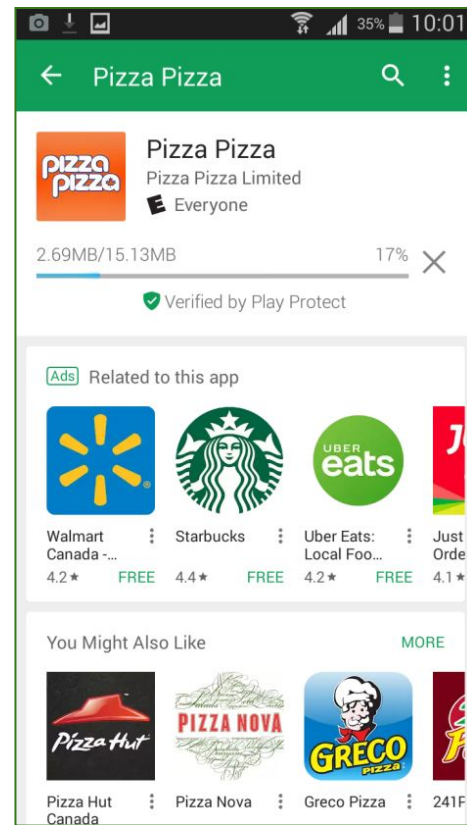 35% 10:01
Pizza Pizza
PIZZA
PIZZA
Pizza Pizza
Pizza Pizza Limited
E Everyone
2.69MB/15.13MB 17%
Verified by Play Protect
Ads Related to this app
UBER
eats
Walmart
Canada -...
4.2★ FREE
Starbucks
4.4★ FREE
Uber Eats:
Local Foo...
4.2★ FREE
Just
Orde
4.1★
You Might Also Like MORE
Pizza Hut
PIZZA NOVA
GRECO
PIZZA
Pizza Hut
Canada
Pizza Nova
Greco Pizza
241F